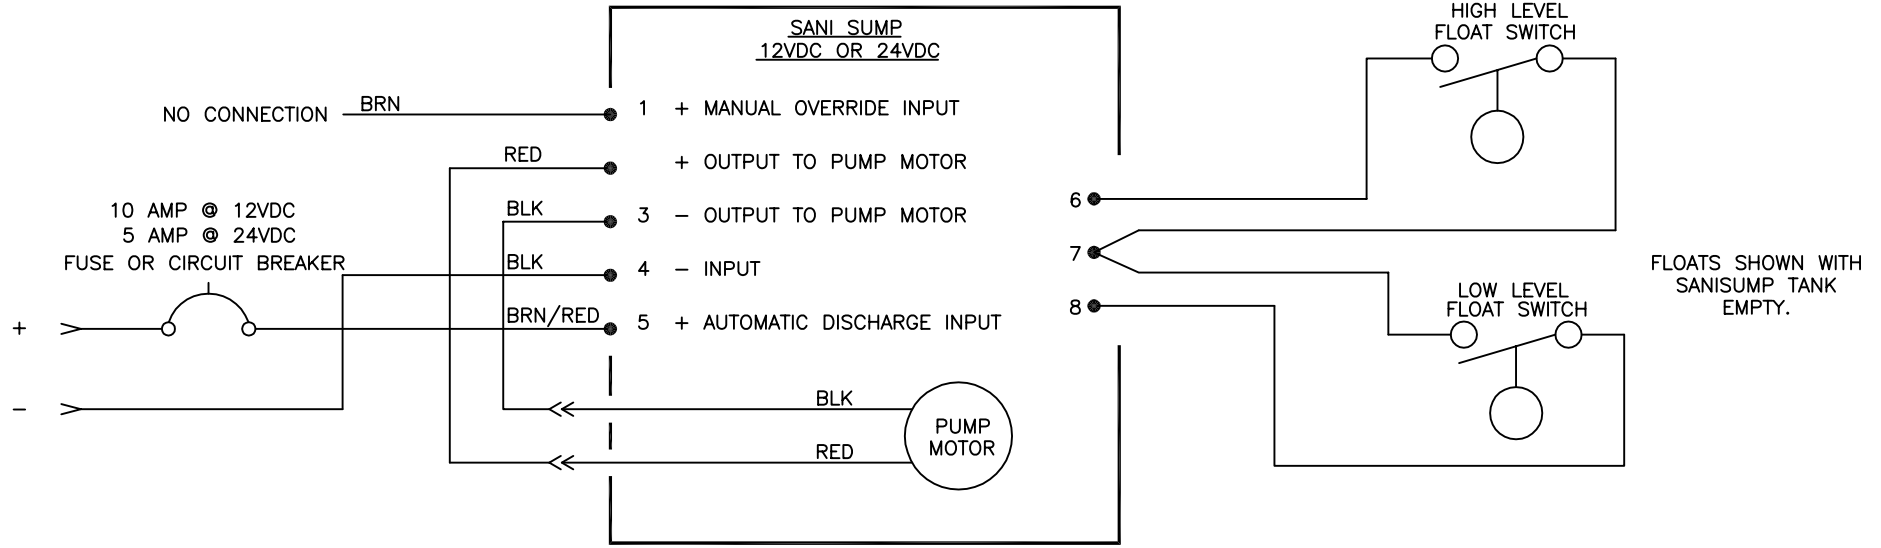 SANI SUMP
12VDC OR 24VDC
NO CONNECTION
BRN
1 + MANUAL OVERRIDE INPUT
RED
+ OUTPUT TO PUMP MOTOR
BLK
3 - OUTPUT TO PUMP MOTOR
10 AMP @ 12VDC
5 AMP @ 24VDC
FUSE OR CIRCUIT BREAKER
BLK
4 - INPUT
+
BRN/RED
5 + AUTOMATIC DISCHARGE INPUT
-
BLK
RED
PUMP
MOTOR
6
7
8
HIGH LEVEL
FLOAT SWITCH
LOW LEVEL
FLOAT SWITCH
FLOATS SHOWN WITH
SANISUMP TANK
EMPTY.